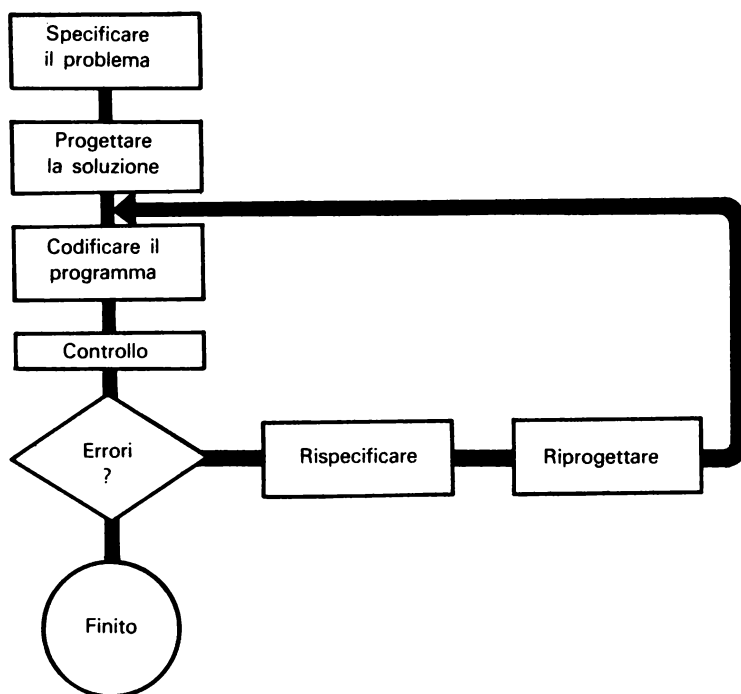 Specificare
il problema
Progettare
la soluzione
Codificare il
programma
Controllo
Errori
?
Rispecificare
Riprogettare
Finito